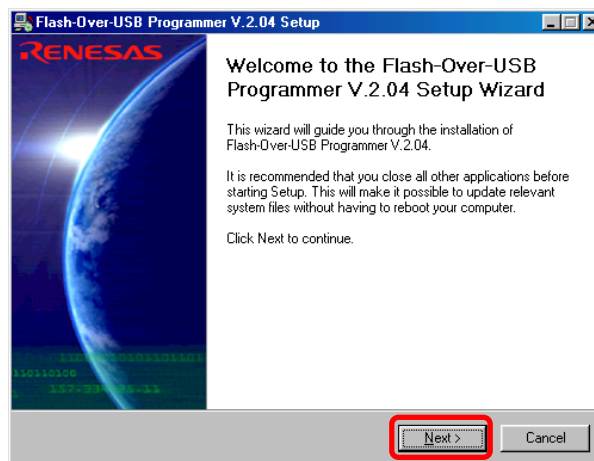 Flash-Over-USB Programmer V.2.04 Setup
RENESAS
Welcome to the Flash-Over-USB
Programmer V.2.04 Setup Wizard
This wizard will guide you through the installation of
Flash-Over-USB Programmer V.2.04.
It is recommended that you close all other applications before
starting Setup. This will make it possible to update relevant
system files without having to reboot your computer.
Click Next to continue.
Next >
Cancel